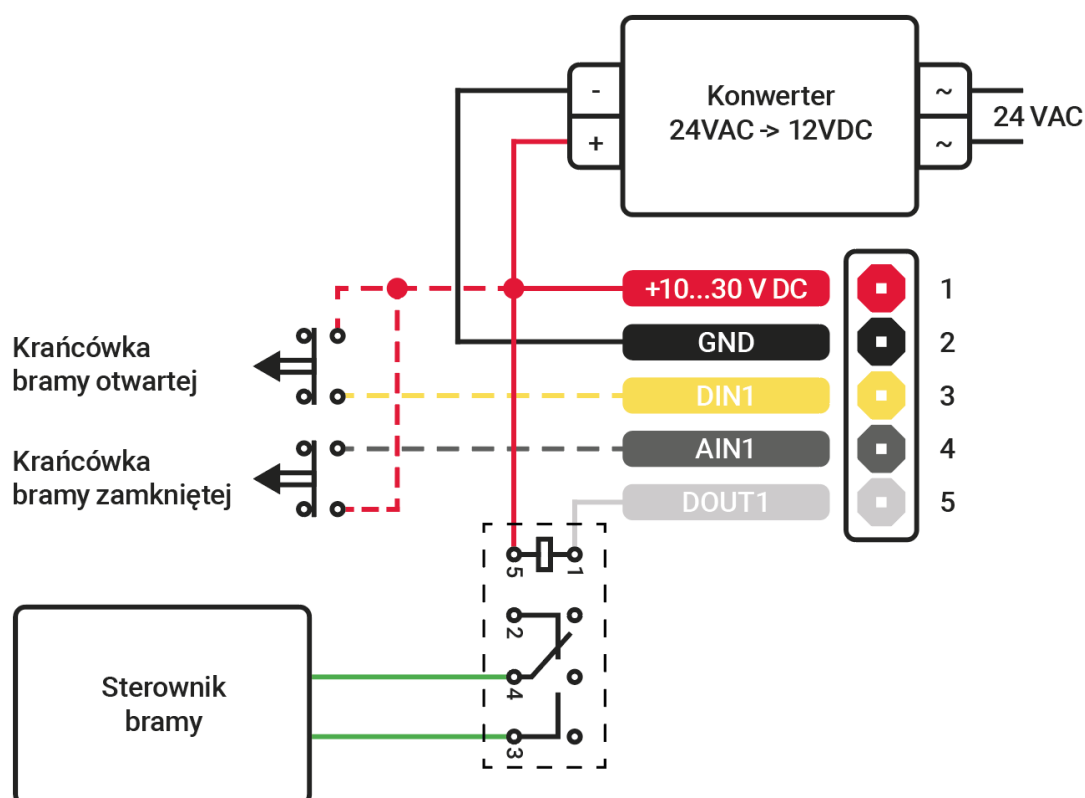 Konwerter
24VAC -> 12VDC
-
+
~
~
24 VAC
+10...30 V DC
1
GND
2
DIN1
3
AIN1
4
DOUT1
5
Krańcówka
bramy otwartej
Krańcówka
bramy zamkniętej
5
1
2
4
3
Sterownik
bramy